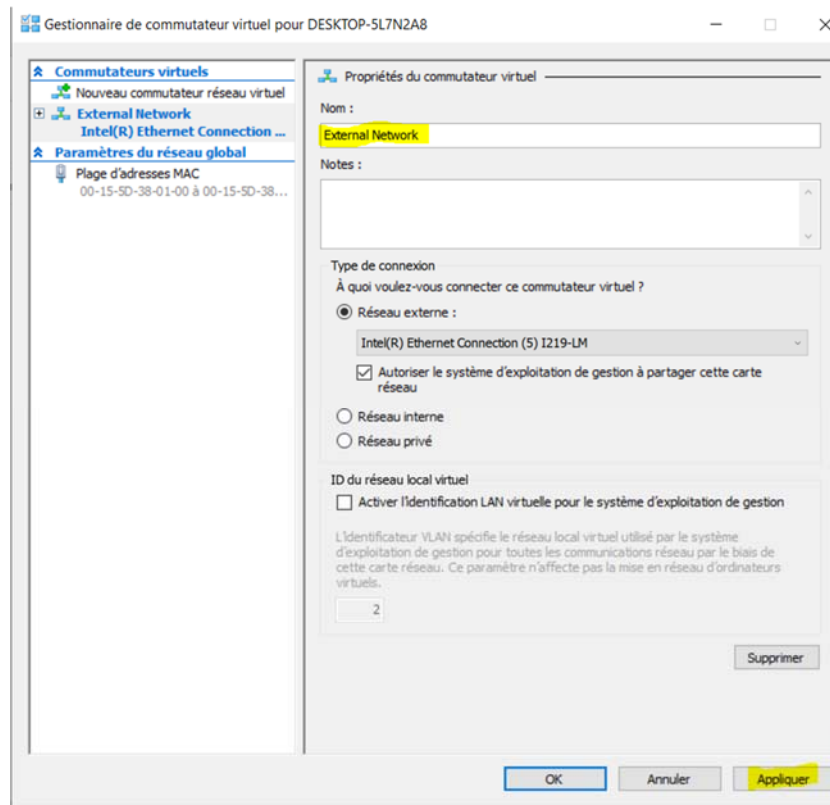 Gestionnaire de commutateur virtuel pour DESKTOP-5L7N2A8
Commutateurs virtuels
Nouveau commutateur réseau virtuel
External Network
Intel(R) Ethernet Connection ...
Paramètres du réseau global
Plage d'adresses MAC
00-15-5D-38-01-00 à 00-15-5D-38...
Propriétés du commutateur virtuel
Nom :
External Network
Notes :
Type de connexion
À quoi voulez-vous connecter ce commutateur virtuel ?
Réseau externe :
Intel(R) Ethernet Connection (5) I219-LM
Autoriser le système d'exploitation de gestion à partager cette carte
réseau
Réseau interne
Réseau privé
ID du réseau local virtuel
Activer l'identification LAN virtuelle pour le système d'exploitation de gestion
L'identificateur VLAN spécifie le réseau local virtuel utilisé par le système
d'exploitation de gestion pour toutes les communications réseau par le biais de
cette carte réseau. Ce paramètre n'affecte pas la mise en réseau d'ordinateurs
virtuels.
2
Supprimer
OK
Annuler
Appliquer